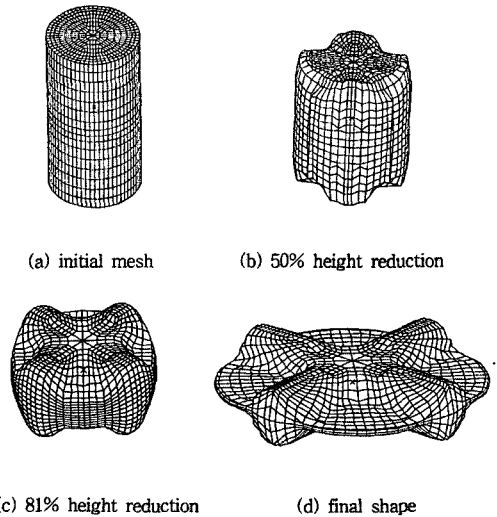 (a) initial mesh
(b) 50% height reduction
(c) 81% height reduction
(d) final shape